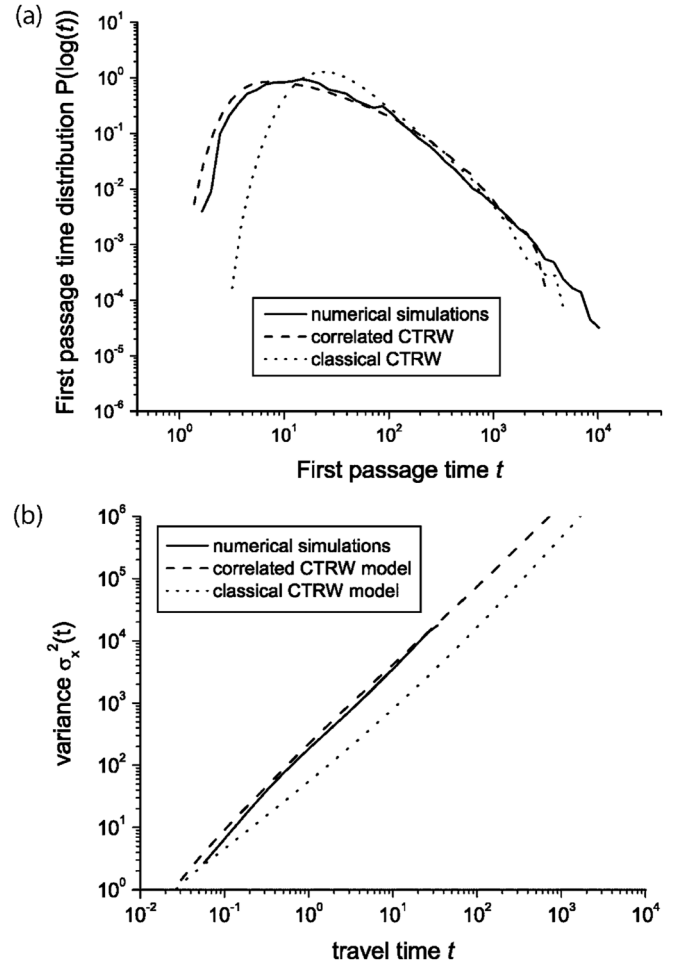 (a)
First passage time distribution P(log(t))
10^1
10^0
10^-1
10^-2
10^-3
10^-4
10^-5
10^-6
numerical simulations
correlated CTRW
classical CTRW
10^0 10^1 10^2 10^3 10^4
First passage time t
(b)
variance σ_x^2(t)
10^6
10^5
10^4
10^3
10^2
10^1
10^0
numerical simulations
correlated CTRW model
classical CTRW model
10^-2 10^-1 10^0 10^1 10^2 10^3 10^4
travel time t